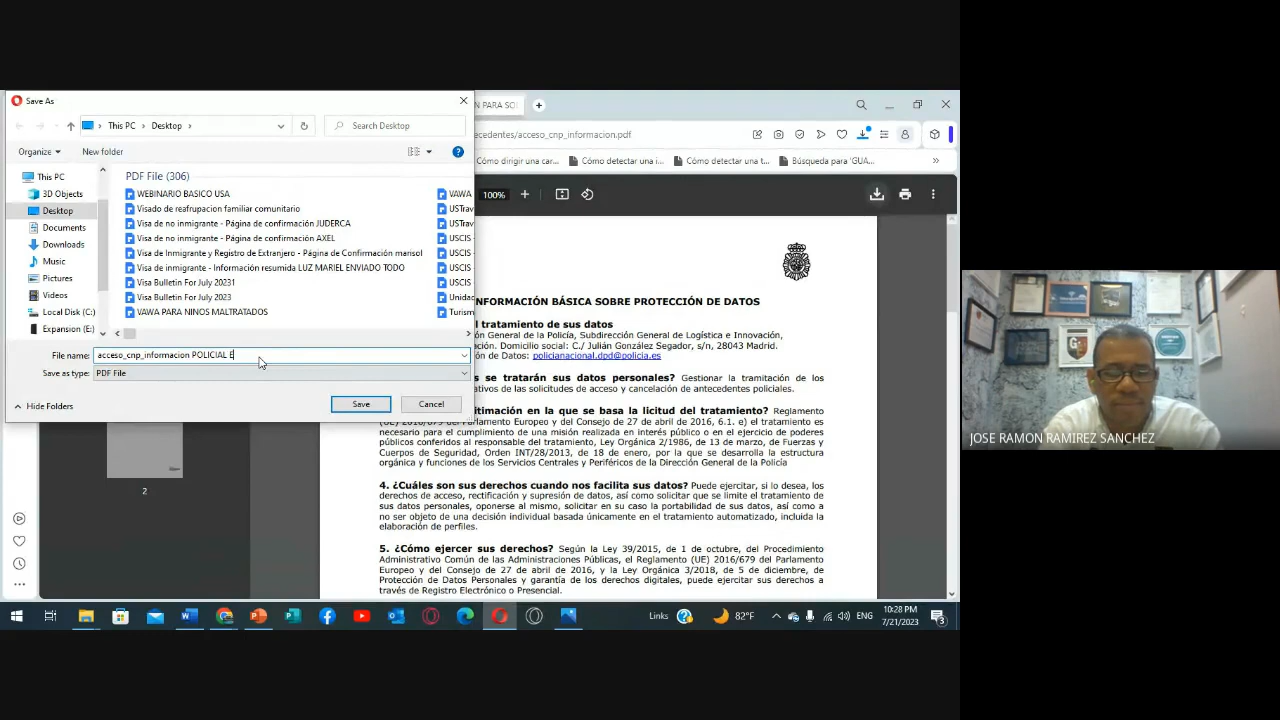 Save As
This PC
Desktop
Search Desktop
Organize
New folder
This PC
3D Objects
Desktop
Documents
Downloads
Music
Pictures
Videos
Local Disk (C:)
Expansion (E:)
PDF File (306)
WEBINARIO BASICO USA
Visado de reafrupacion familiar comunitario
Visa de no inmigrante - Página de confirmación JUDERCA
Visa de no inmigrante - Página de confirmación AXEL
Visa de Inmigrante y Registro de Extranjero - Página de Confirmación marisol
Visa de inmigrante - Información resumida LUZ MARIEL ENVIADO TODO
Visa Bulletin For July 20231
Visa Bulletin For July 2023
VAWA PARA NINOS MALTRATADOS
VAWA
USTrav
USTrav
USCIS
USCIS
USCIS
USCIS
Unidad
Turism
File name:
acceso_cnp_informacion POLICIAL E
Save as type:
PDF File
Hide Folders
Save
Cancel
N PARA SO
ecedentes/acceso_cnp_informacion.pdf
Cómo dirigir una car...
Cómo detectar una i...
Cómo detectar una t...
Búsqueda para 'GUA...
100%
2
NFORMACIÓN BÁSICA SOBRE PROTECCIÓN DE DATOS
l tratamiento de sus datos
General de la Policía, Subdirección General de Logística e Innovación,
Domicilio social: C./ Julián González Segador, s/n, 28043 Madrid.
n de Datos: policianacional.dpd@policia.es
s se tratarán sus datos personales? Gestionar la tramitación de los
ativos de las solicitudes de acceso y cancelación de antecedentes policiales.
itimación en la que se basa la licitud del tratamiento? Reglamento
(UE) 2016/679 del Parlamento Europeo y del Consejo de 27 de abril de 2016, 6.1. e) el tratamiento es
necesario para el cumplimiento de una misión realizada en interés público o en el ejercicio de poderes
públicos conferidos al responsable del tratamiento, Ley Orgánica 2/1986, de 13 de marzo, de Fuerzas y
Cuerpos de Seguridad, Orden INT/28/2013, de 18 de enero, por la que se desarrolla la estructura
orgánica y funciones de los Servicios Centrales y Periféricos de la Dirección General de la Policía
4. ¿Cuáles son sus derechos cuando nos facilita sus datos? Puede ejercitar, si lo desea, los
derechos de acceso, rectificación y supresión de datos, así como solicitar que se limite el tratamiento de
sus datos personales, oponerse al mismo, solicitar en su caso la portabilidad de sus datos, así como a
no ser objeto de una decisión individual basada únicamente en el tratamiento automatizado, incluida la
elaboración de perfiles.
5. ¿Cómo ejercer sus derechos? Según la Ley 39/2015, de 1 de octubre, del Procedimiento
Administrativo Común de las Administraciones Públicas, el Reglamento (UE) 2016/679 del Parlamento
Europeo y del Consejo de 27 de abril de 2016, y la Ley Orgánica 3/2018, de 5 de diciembre, de
Protección de Datos Personales y garantía de los derechos digitales, puede ejercitar sus derechos a
través de Registro Electrónico o Presencial.
JOSE RAMON RAMIREZ SANCHEZ
Links
82°F
ENG
10:28 PM
7/21/2023
3